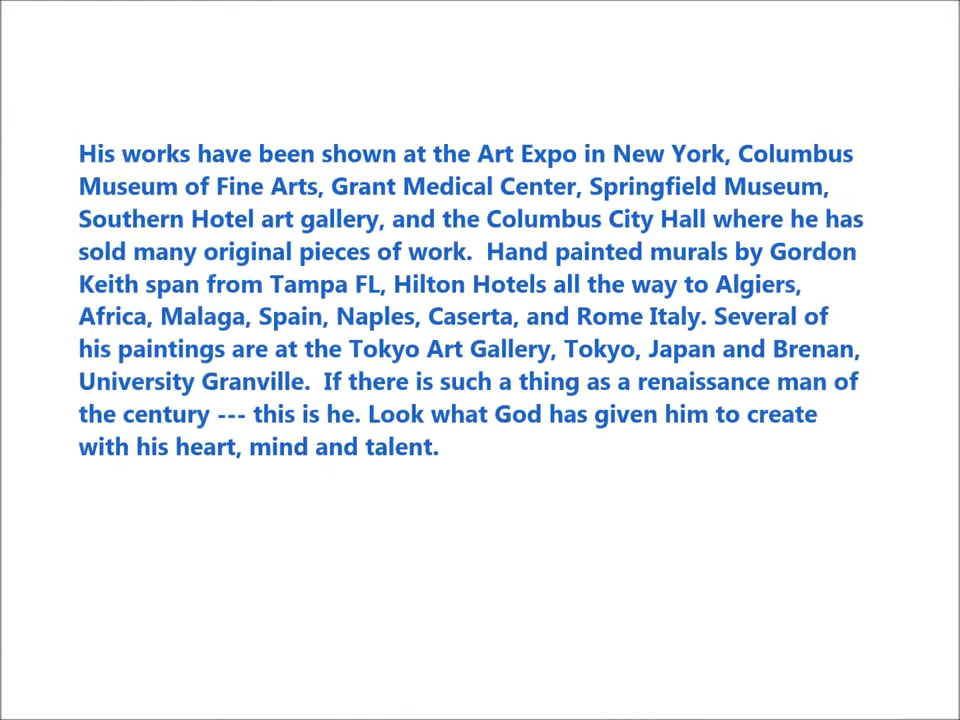 His works have been shown at the Art Expo in New York, Columbus
Museum of Fine Arts, Grant Medical Center, Springfield Museum,
Southern Hotel art gallery, and the Columbus City Hall where he has
sold many original pieces of work.  Hand painted murals by Gordon
Keith span from Tampa FL, Hilton Hotels all the way to Algiers,
Africa, Malaga, Spain, Naples, Caserta, and Rome Italy. Several of
his paintings are at the Tokyo Art Gallery, Tokyo, Japan and Brenan,
University Granville.  If there is such a thing as a renaissance man of
the century --- this is he. Look what God has given him to create
with his heart, mind and talent.